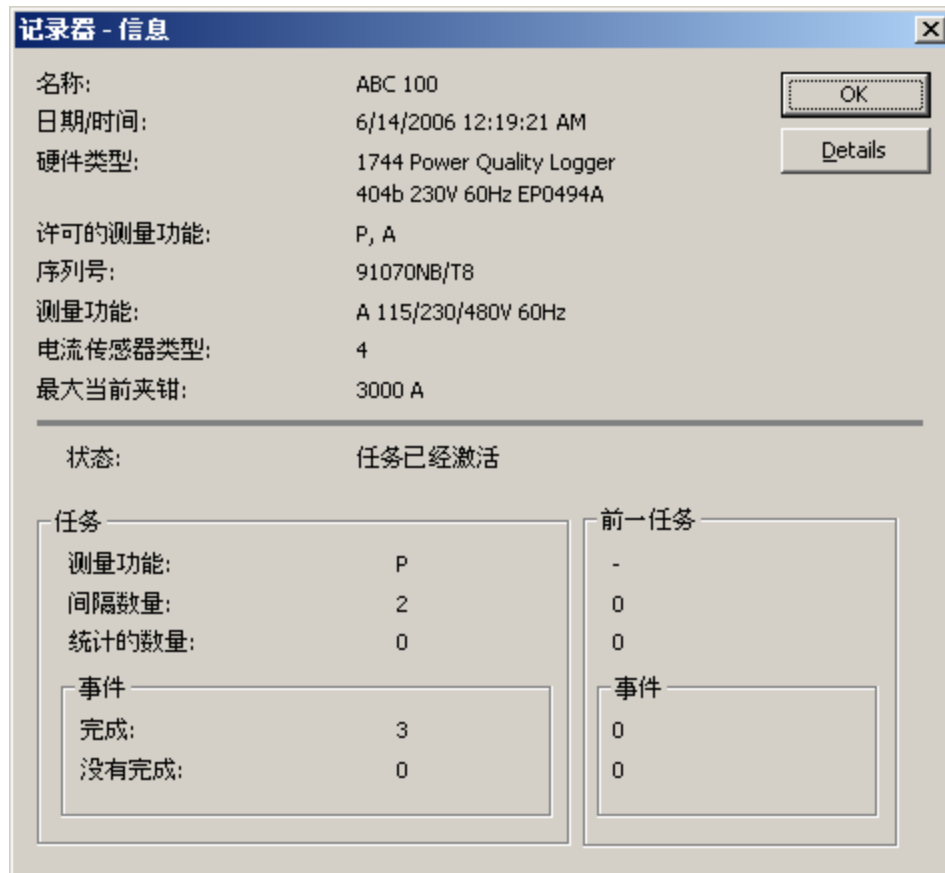 记录器 - 信息
名称: ABC 100
OK
日期/时间: 6/14/2006 12:19:21 AM
硬件类型: 1744 Power Quality Logger
Details
404b 230V 60Hz EP0494A
许可的测量功能: P, A
序列号: 91070NB/T8
测量功能: A 115/230/480V 60Hz
电流传感器类型: 4
最大当前夹钳: 3000 A
状态: 任务已经激活
任务
前一任务
测量功能: P -
间隔数量: 2 0
统计的数量: 0 0
事件
事件
完成: 3 0
没有完成: 0 0